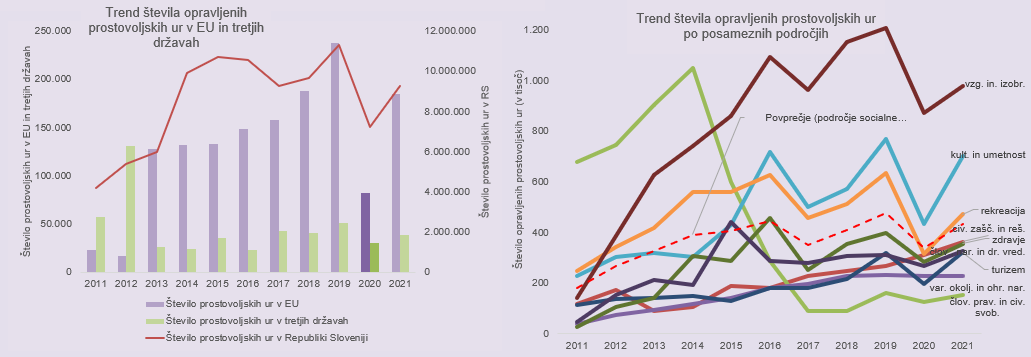 Trend števila opravljenih
prostovoljskih ur v EU in tretjih
državah
250.000
200.000
150.000
100.000
50.000
0
Število prostovoljskih ur v EU in tretjih državah
12.000.000
10.000.000
8.000.000
6.000.000
4.000.000
2.000.000
0
Število prostovoljskih ur v RS
2011 2012 2013 2014 2015 2016 2017 2018 2019 2020 2021
Število prostovoljskih ur v EU
Število prostovoljskih ur v tretjih državah
Število prostovoljskih ur v Republiki Sloveniji
Trend števila opravljenih prostovoljskih ur
po posameznih področjih
1.200
1.000
800
600
400
200
0
Število opravljenih prostovoljskih ur (v tisoč)
Povprečje (področje socialne…
vzg. in. izobr.
kult. in umetnost
rekreacija
civ. zašč. in reš.
zdravje
člov. var. in dr. vred.
turizem
var. okolj. in ohr. nar.
člov. prav. in civ.
svob.
2011 2012 2013 2014 2015 2016 2017 2018 2019 2020 2021